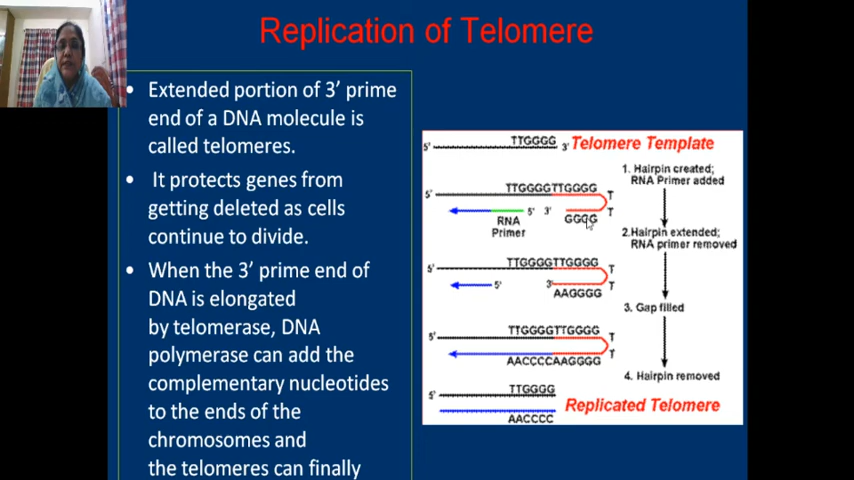 Replication of Telomere
• Extended portion of 3’ prime
end of a DNA molecule is
called telomeres.
• It protects genes from
getting deleted as cells
continue to divide.
• When the 3’ prime end of
DNA is elongated
by telomerase, DNA
polymerase can add the
complementary nucleotides
to the ends of the
chromosomes and
the telomeres can finally
5' TTGGGG 3' Telomere Template
1. Hairpin created;
RNA Primer added
5' TTGGGGTTGGGG T
T
5' 3' GGGG
RNA
Primer
2.Hairpin extended;
RNA primer removed
5' TTGGGGTTGGGG T
T
5' 3' AAGGGG
3. Gap filled
5' TTGGGGTTGGGG T
T
AACCCCAAGGGG
4. Hairpin removed
5' TTGGGG
Replicated Telomere
AACCCC